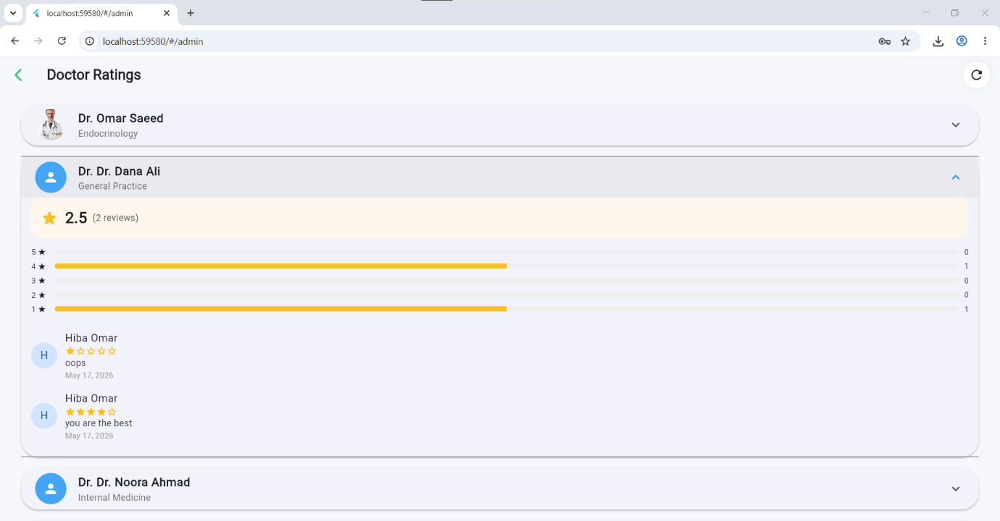 localhost:59580/#/admin
localhost:59580/#/admin
Doctor Ratings
Dr. Omar Saeed
Endocrinology
Dr. Dr. Dana Ali
General Practice
2.5 (2 reviews)
5 ★ 0
4 ★ 1
3 ★ 0
2 ★ 0
1 ★ 1
Hiba Omar
H
oops
May 17, 2026
Hiba Omar
H
you are the best
May 17, 2026
Dr. Dr. Noora Ahmad
Internal Medicine